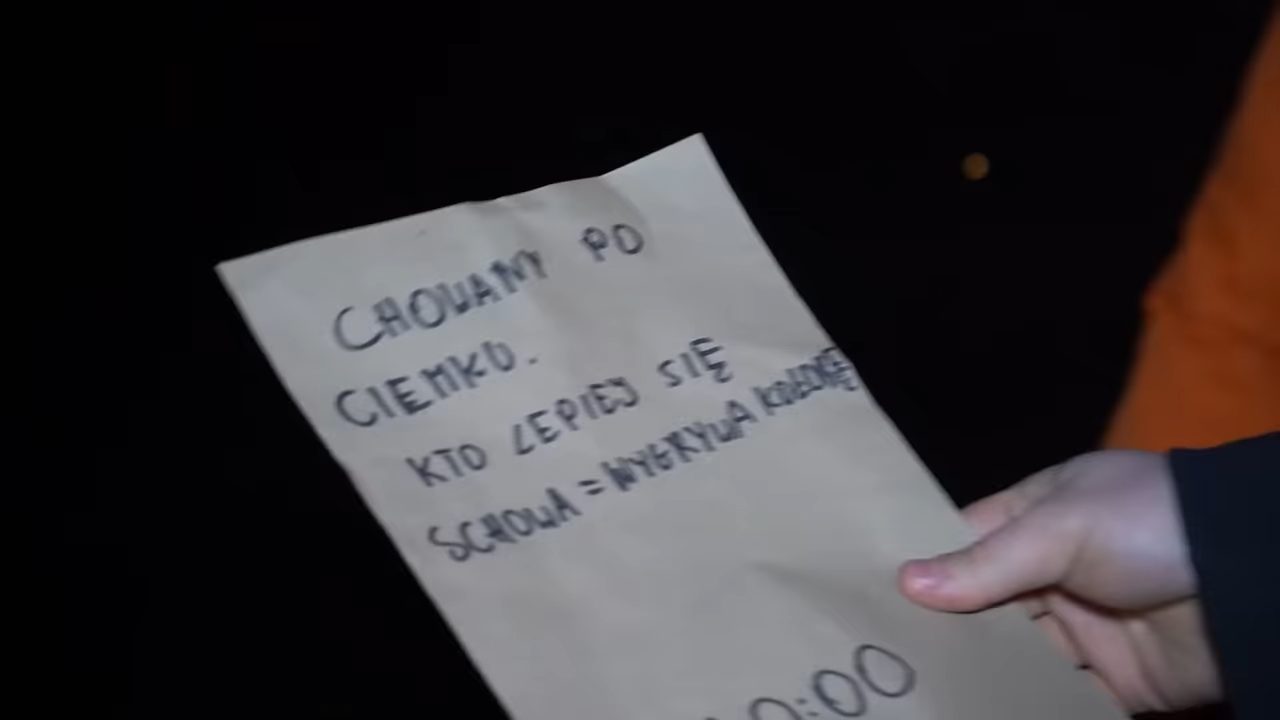 CHOWANY PO
CIEMKU.
KTO LEPIEJ SIĘ
SCHOWA = WYGRYWA
0:00